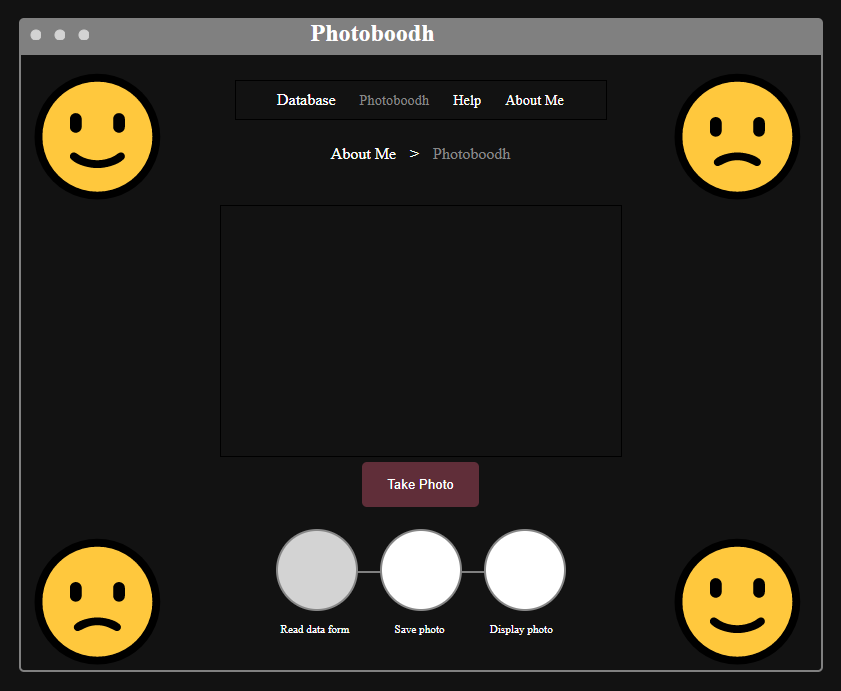 Photoboodh
Database Photoboodh Help About Me
About Me > Photoboodh
Take Photo
Read data form Save photo Display photo